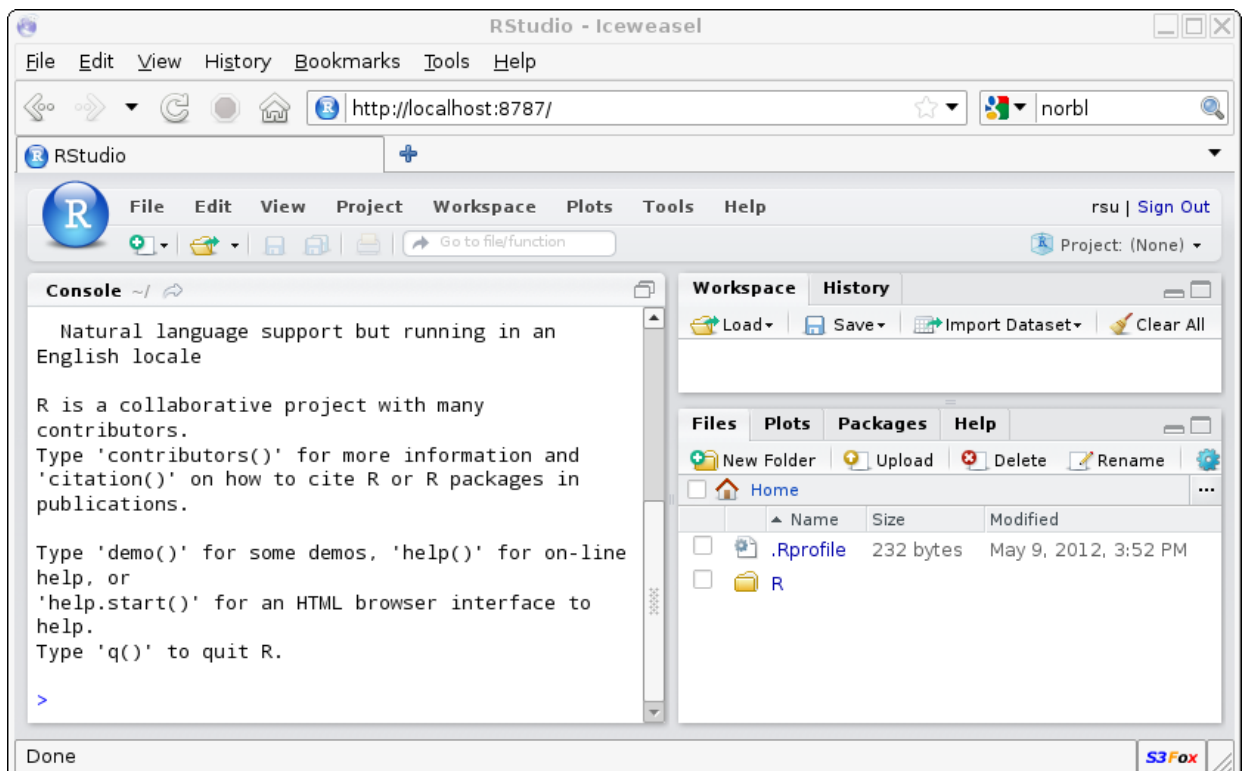 RStudio - Iceweasel
File Edit View History Bookmarks Tools Help
http://localhost:8787/
norbl
RStudio
R File Edit View Project Workspace Plots Tools Help
rsu | Sign Out
Go to file/function
Project: (None)
Console ~/
Natural language support but running in an
English locale
R is a collaborative project with many
contributors.
Type 'contributors()' for more information and
'citation()' on how to cite R or R packages in
publications.
Type 'demo()' for some demos, 'help()' for on-line
help, or
'help.start()' for an HTML browser interface to
help.
Type 'q()' to quit R.
>
Workspace History
Load Save Import Dataset Clear All
Files Plots Packages Help
New Folder Upload Delete Rename
Home ...
Name Size Modified
.Rprofile 232 bytes May 9, 2012, 3:52 PM
R
Done
S3Fox